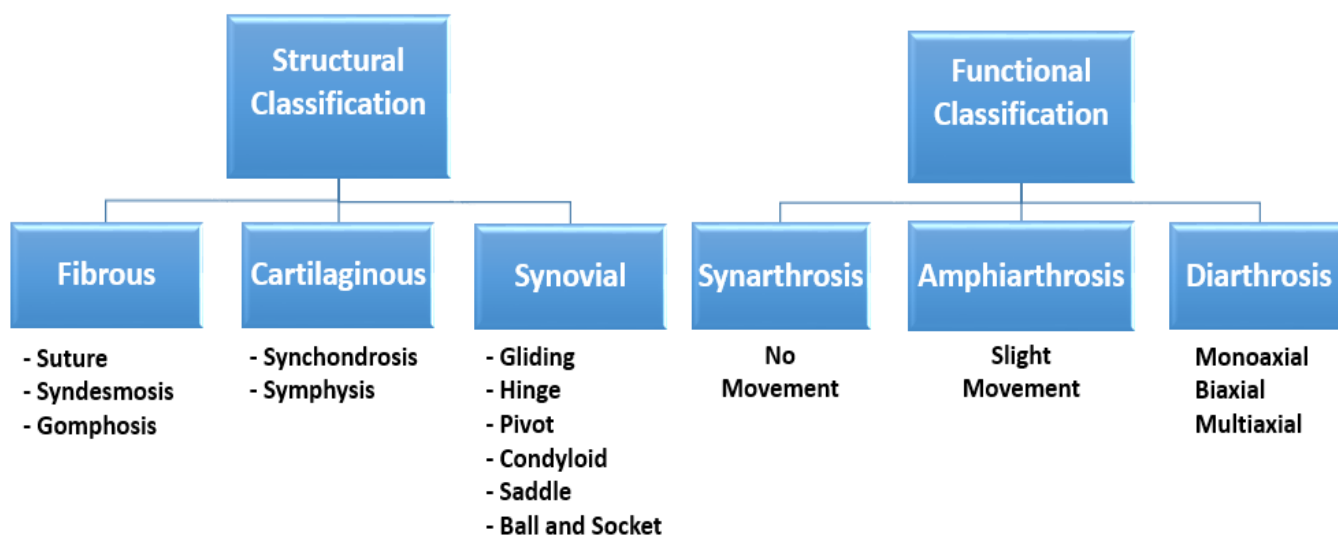 Structural
Classification
Functional
Classification
Fibrous
Cartilaginous
Synovial
Synarthrosis
Amphiarthrosis
Diarthrosis
- Suture
- Syndesmosis
- Gomphosis
- Synchondrosis
- Symphysis
- Gliding
- Hinge
- Pivot
- Condyloid
- Saddle
- Ball and Socket
No
Movement
Slight
Movement
Monoaxial
Biaxial
Multiaxial